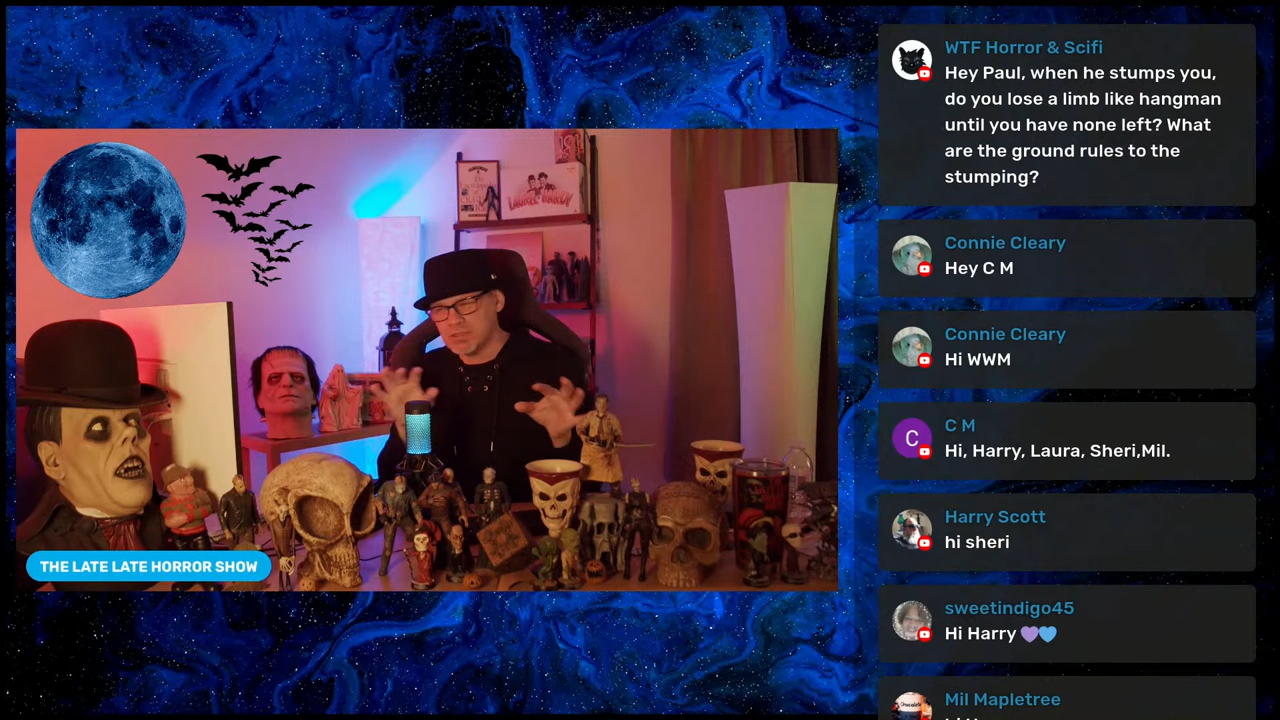 WTF Horror & Scifi
Hey Paul, when he stumps you,
do you lose a limb like hangman
until you have none left? What
are the ground rules to the
stumping?
Connie Cleary
Hey C M
Connie Cleary
Hi WWM
C
C M
Hi, Harry, Laura, Sheri,Mil.
Harry Scott
hi sheri
sweetindigo45
Hi Harry 💜💙
Mil Mapletree
LAUREL HARDY
THE LATE LATE HORROR SHOW